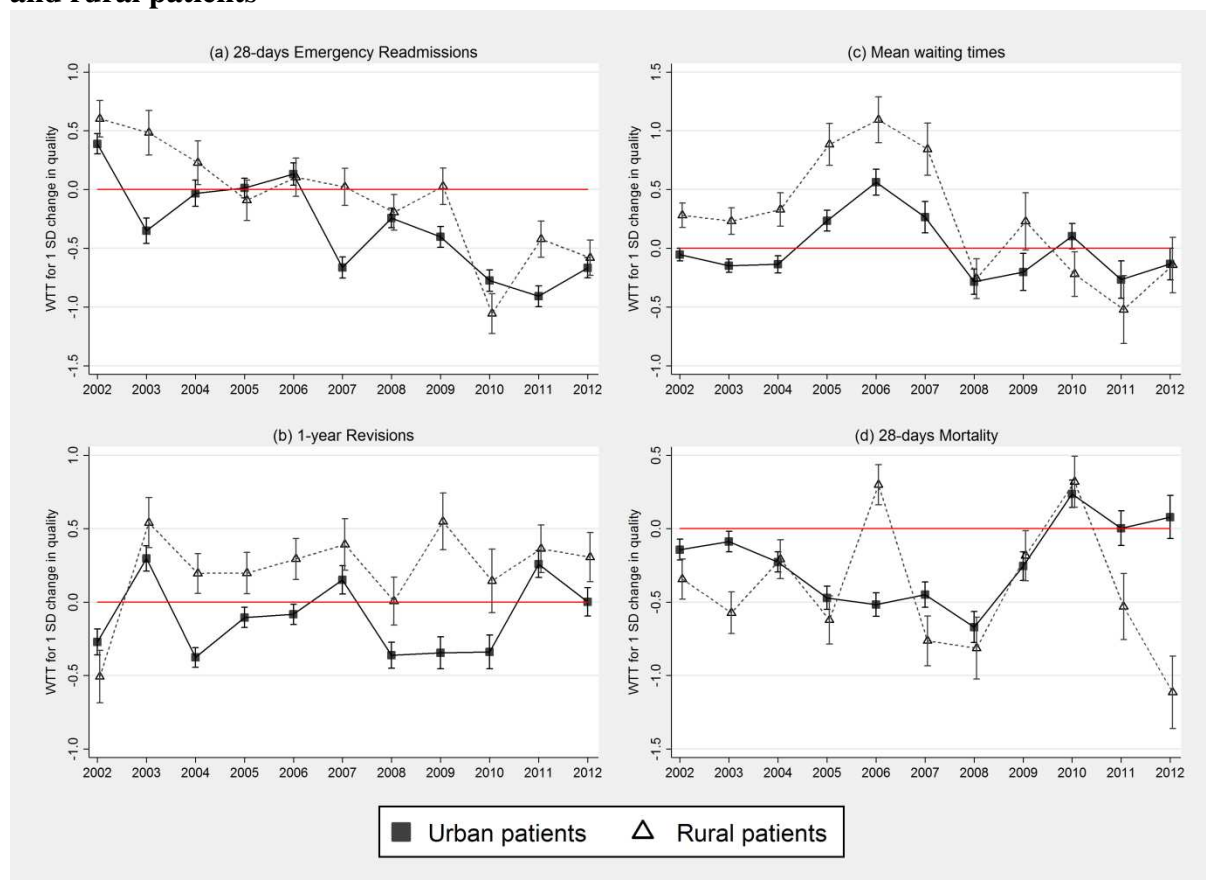 and rural patients
(a) 28-days Emergency Readmissions
WTT for 1 SD change in quality
1.0
0.5
0.0
-0.5
-1.0
-1.5
2002 2003 2004 2005 2006 2007 2008 2009 2010 2011 2012
(c) Mean waiting times
WTT for 1 SD change in quality
1.5
1.0
0.5
0.0
-0.5
-1.0
2002 2003 2004 2005 2006 2007 2008 2009 2010 2011 2012
(b) 1-year Revisions
WTT for 1 SD change in quality
1.0
0.5
0.0
-0.5
-1.0
2002 2003 2004 2005 2006 2007 2008 2009 2010 2011 2012
(d) 28-days Mortality
WTT for 1 SD change in quality
0.5
0.0
-0.5
-1.0
-1.5
2002 2003 2004 2005 2006 2007 2008 2009 2010 2011 2012
Urban patients Rural patients